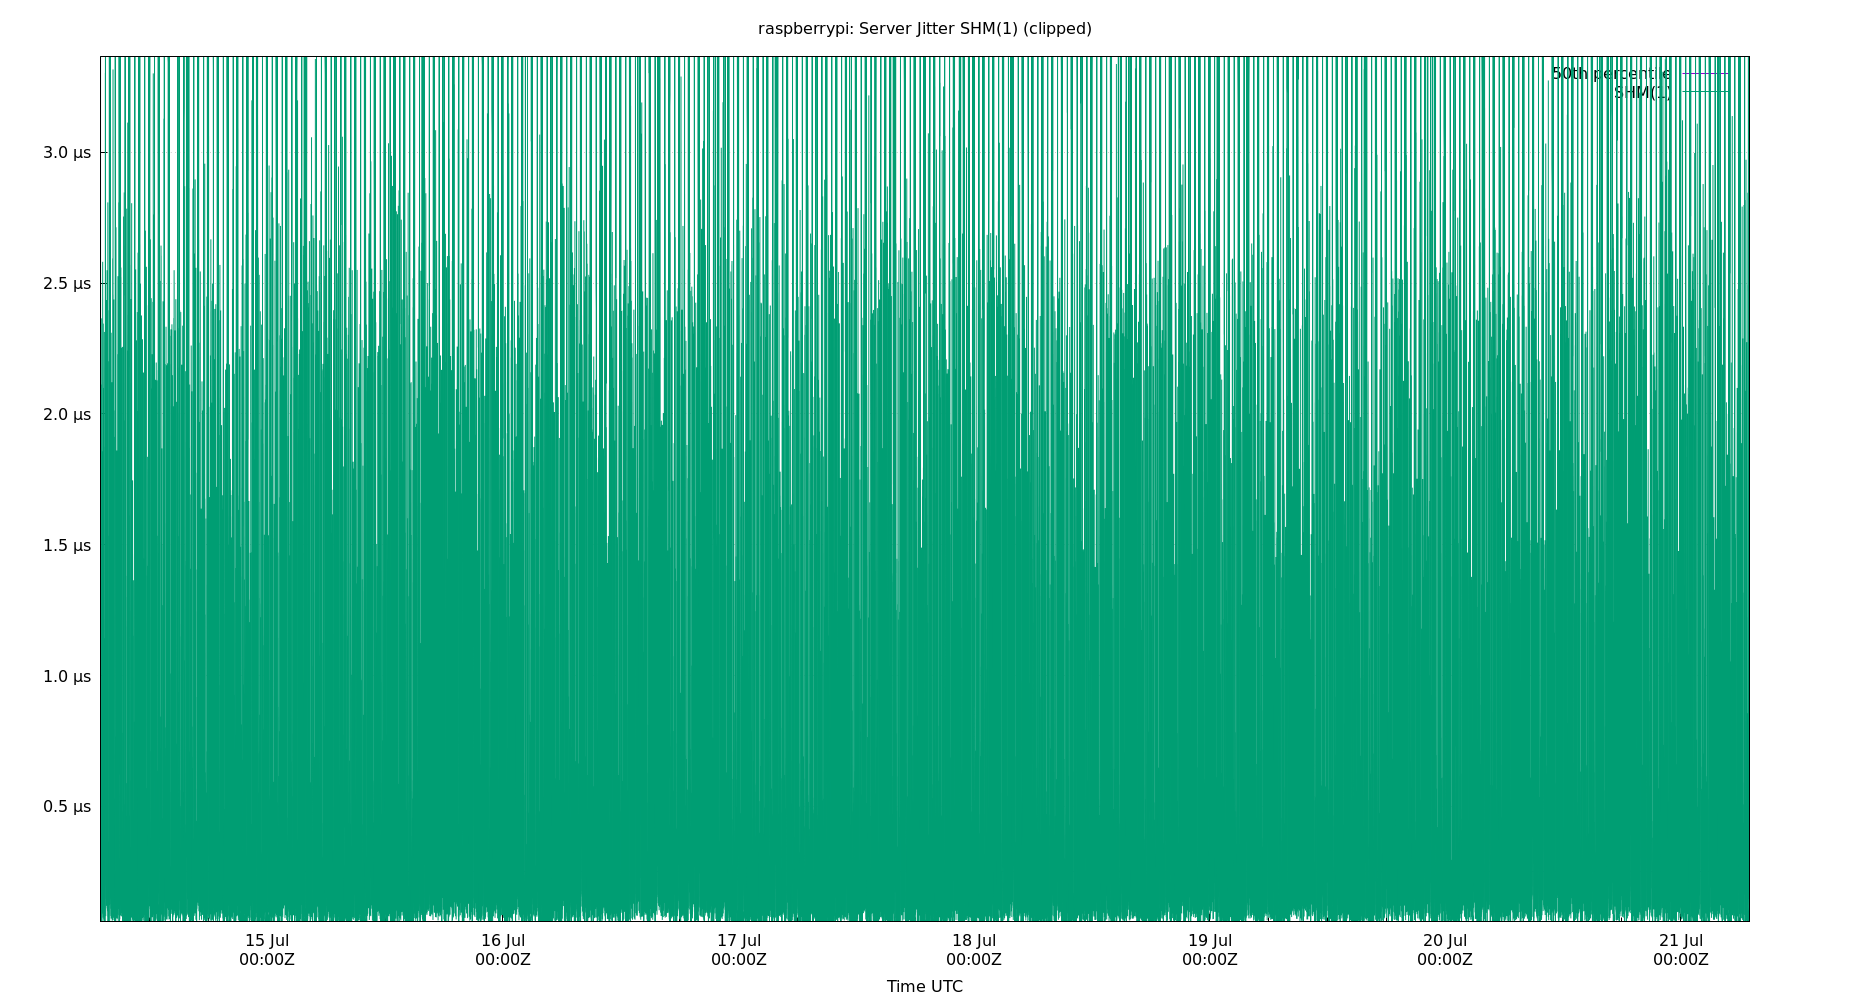 raspberrypi: Server Jitter SHM(1) (clipped)
50th percentile
SHM(1)
3.0 µs
2.5 µs
2.0 µs
1.5 µs
1.0 µs
0.5 µs
15 Jul 16 Jul 17 Jul 18 Jul 19 Jul 20 Jul 21 Jul
00:00Z 00:00Z 00:00Z 00:00Z 00:00Z 00:00Z 00:00Z
Time UTC